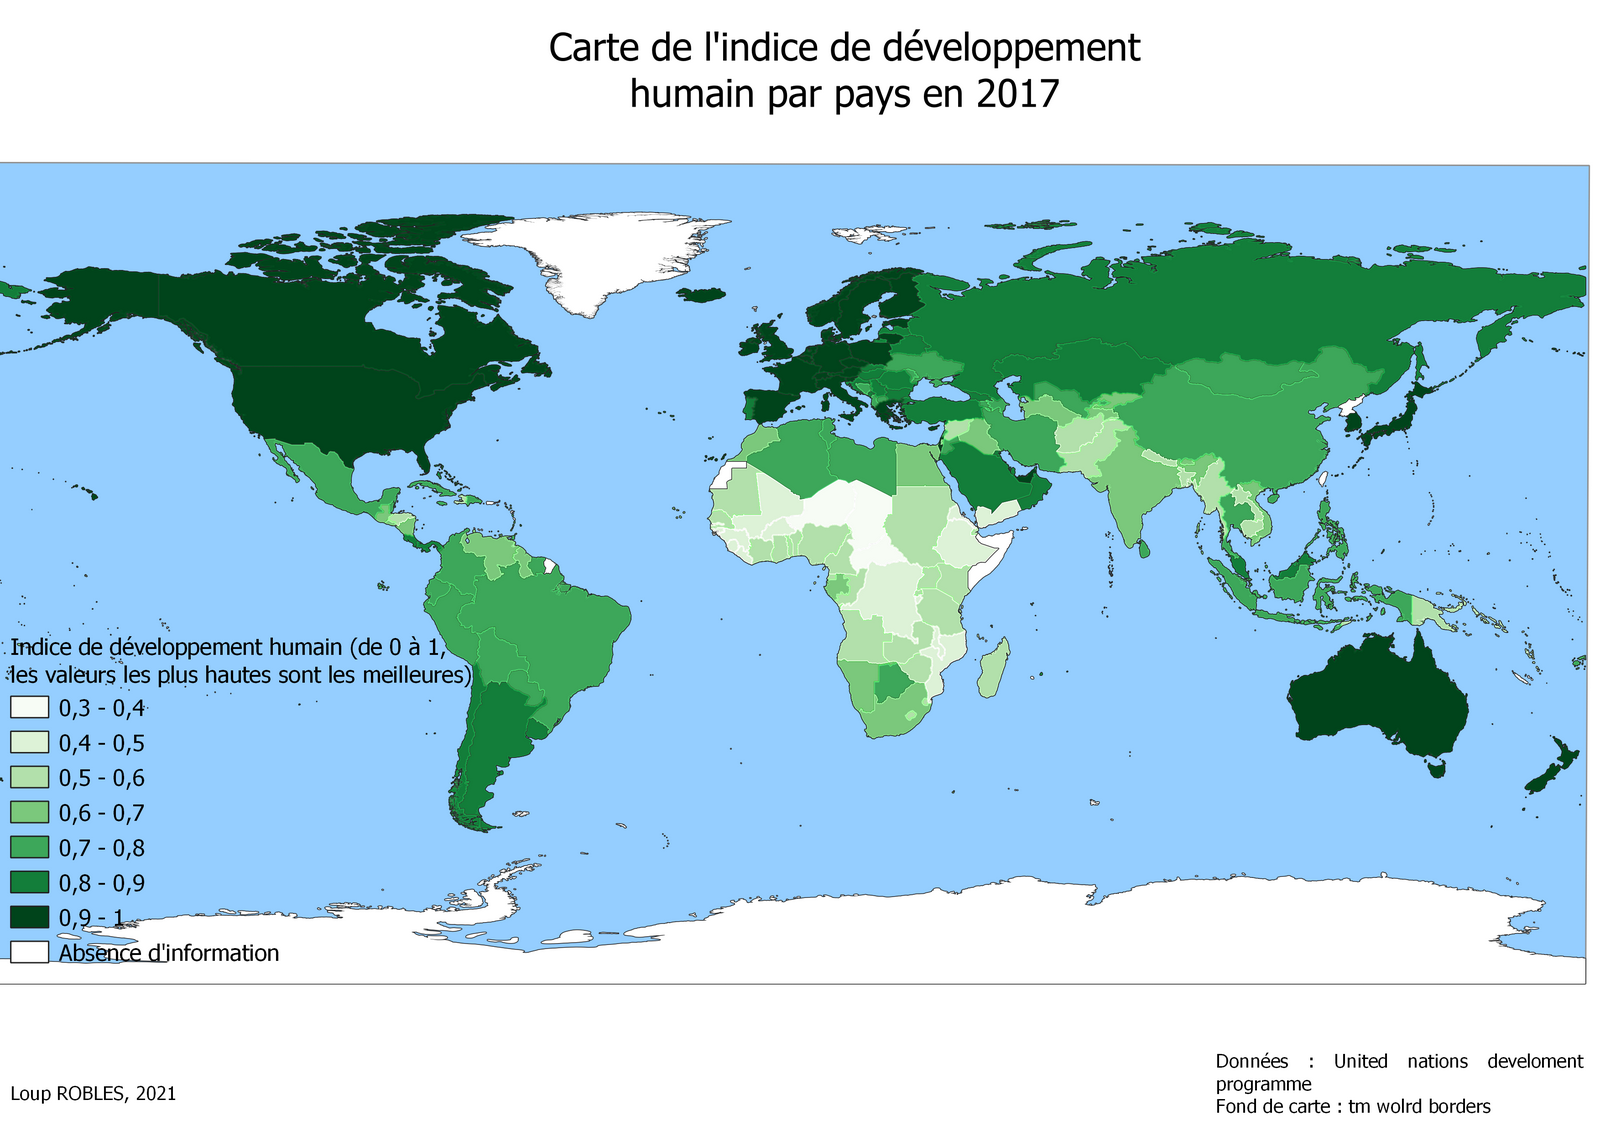 Carte de l'indice de développement
humain par pays en 2017
Indice de développement humain (de 0 à 1,
les valeurs les plus hautes sont les meilleures)
0,3 - 0,4
0,4 - 0,5
0,5 - 0,6
0,6 - 0,7
0,7 - 0,8
0,8 - 0,9
0,9 - 1
Absence d'information
Loup ROBLES, 2021
Données : United nations develoment
programme
Fond de carte : tm wolrd borders